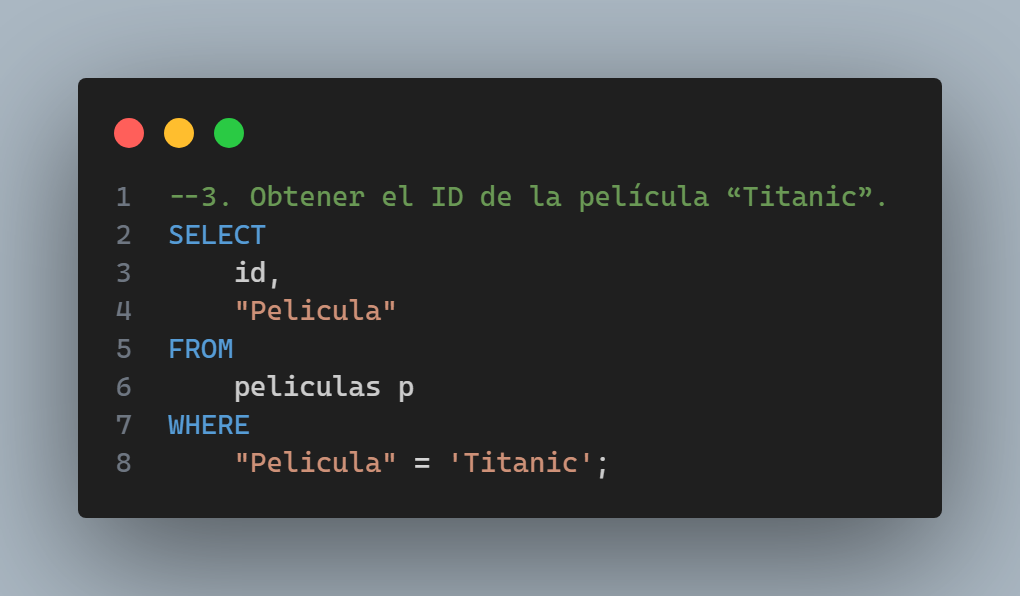 1 --3. Obtener el ID de la película “Titanic”.
2 SELECT
3     id,
4     "Pelicula"
5 FROM
6     peliculas p
7 WHERE
8     "Pelicula" = 'Titanic';